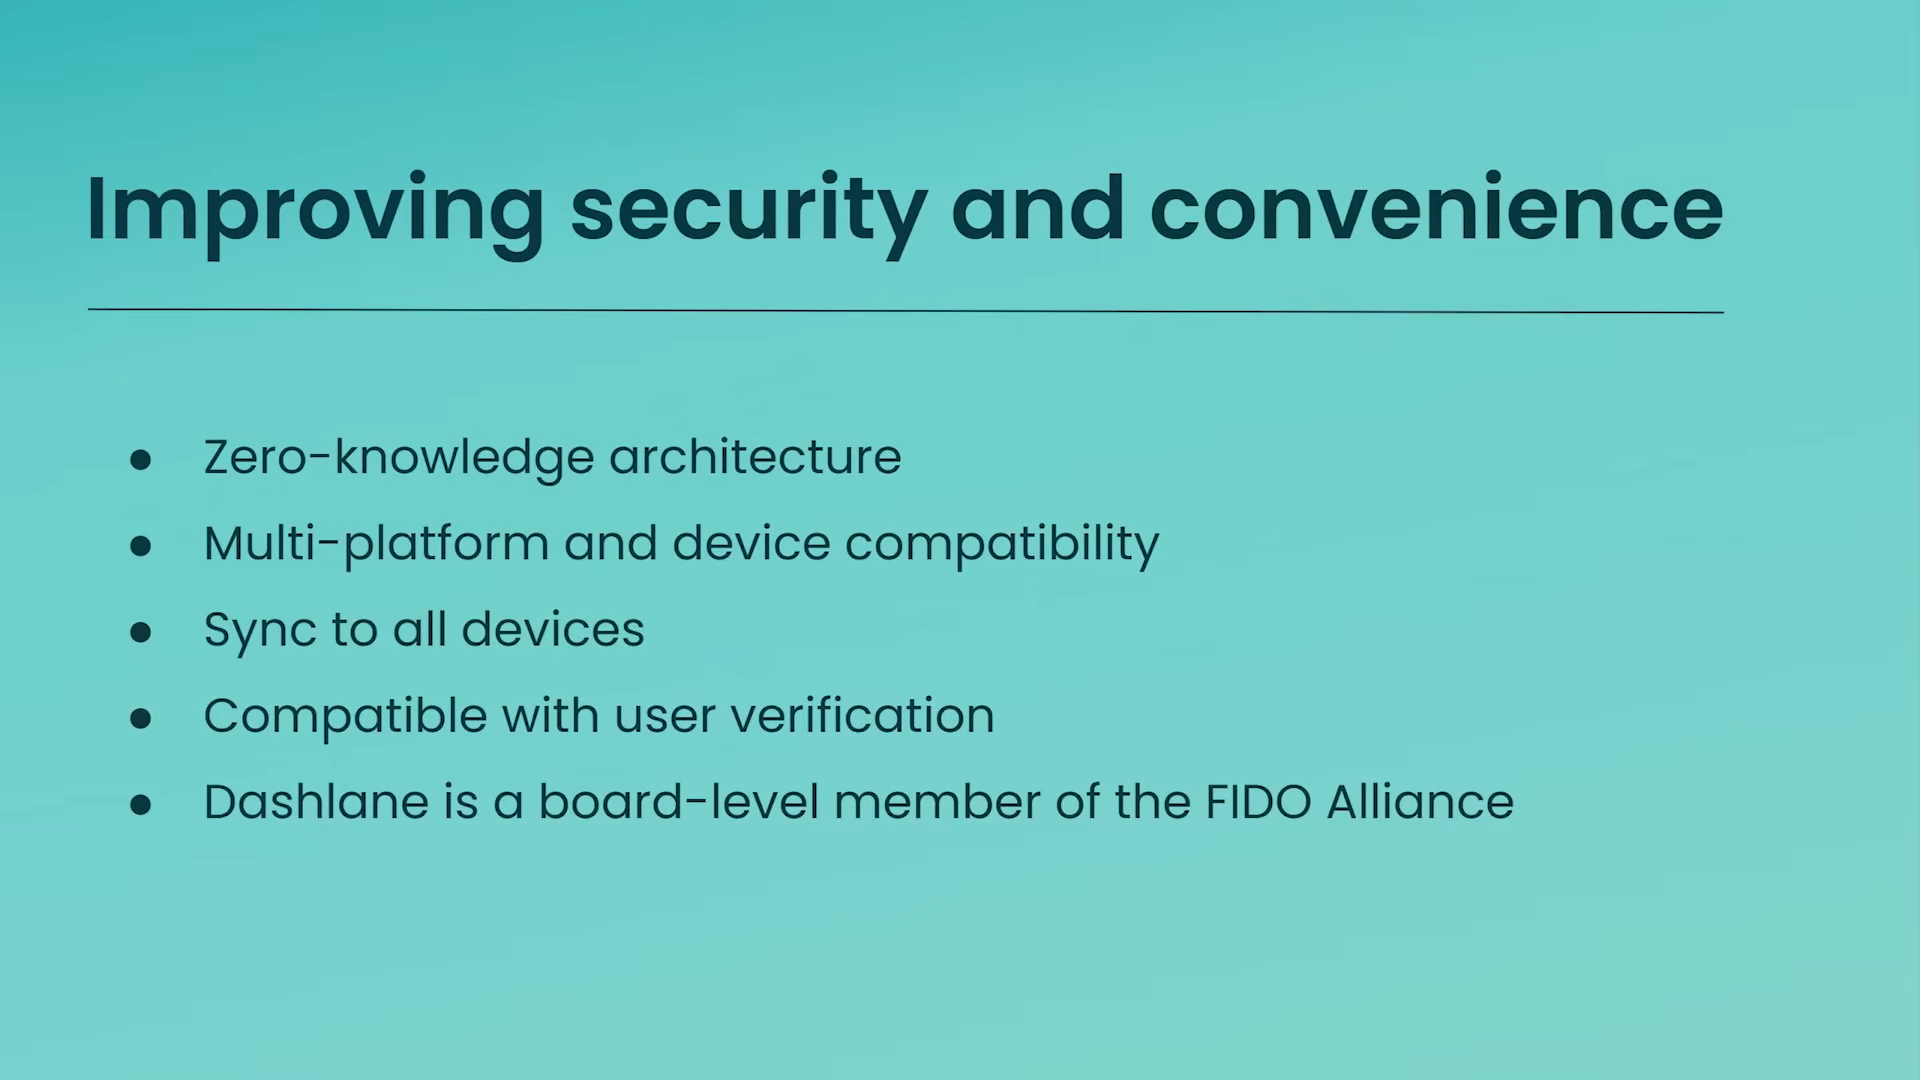 Improving security and convenience
● Zero-knowledge architecture
● Multi-platform and device compatibility
● Sync to all devices
● Compatible with user verification
● Dashlane is a board-level member of the FIDO Alliance